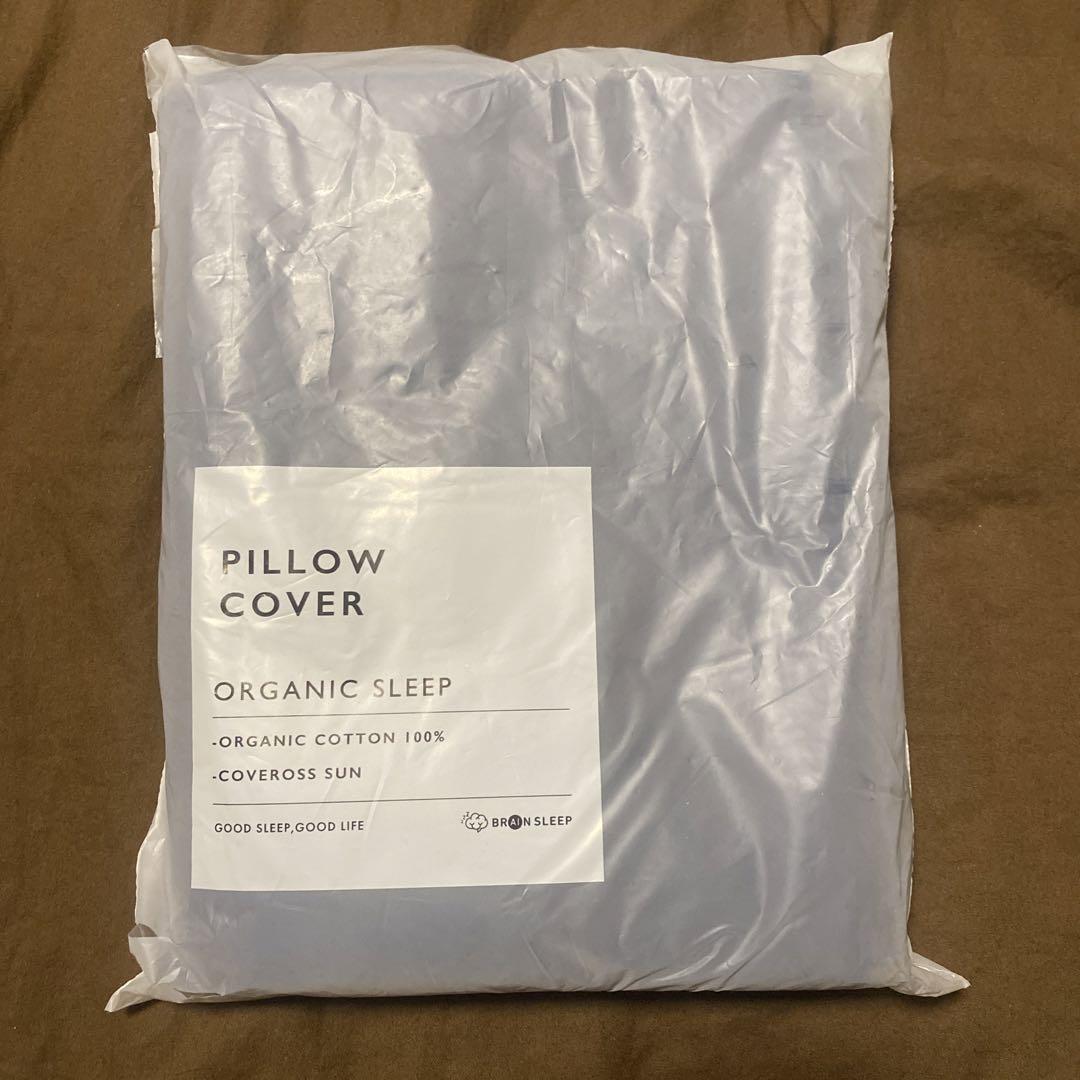 PILLOW
COVER
ORGANIC SLEEP
-ORGANIC COTTON 100%
-COVEROSS SUN
GOOD SLEEP,GOOD LIFE
BRAIN SLEEP